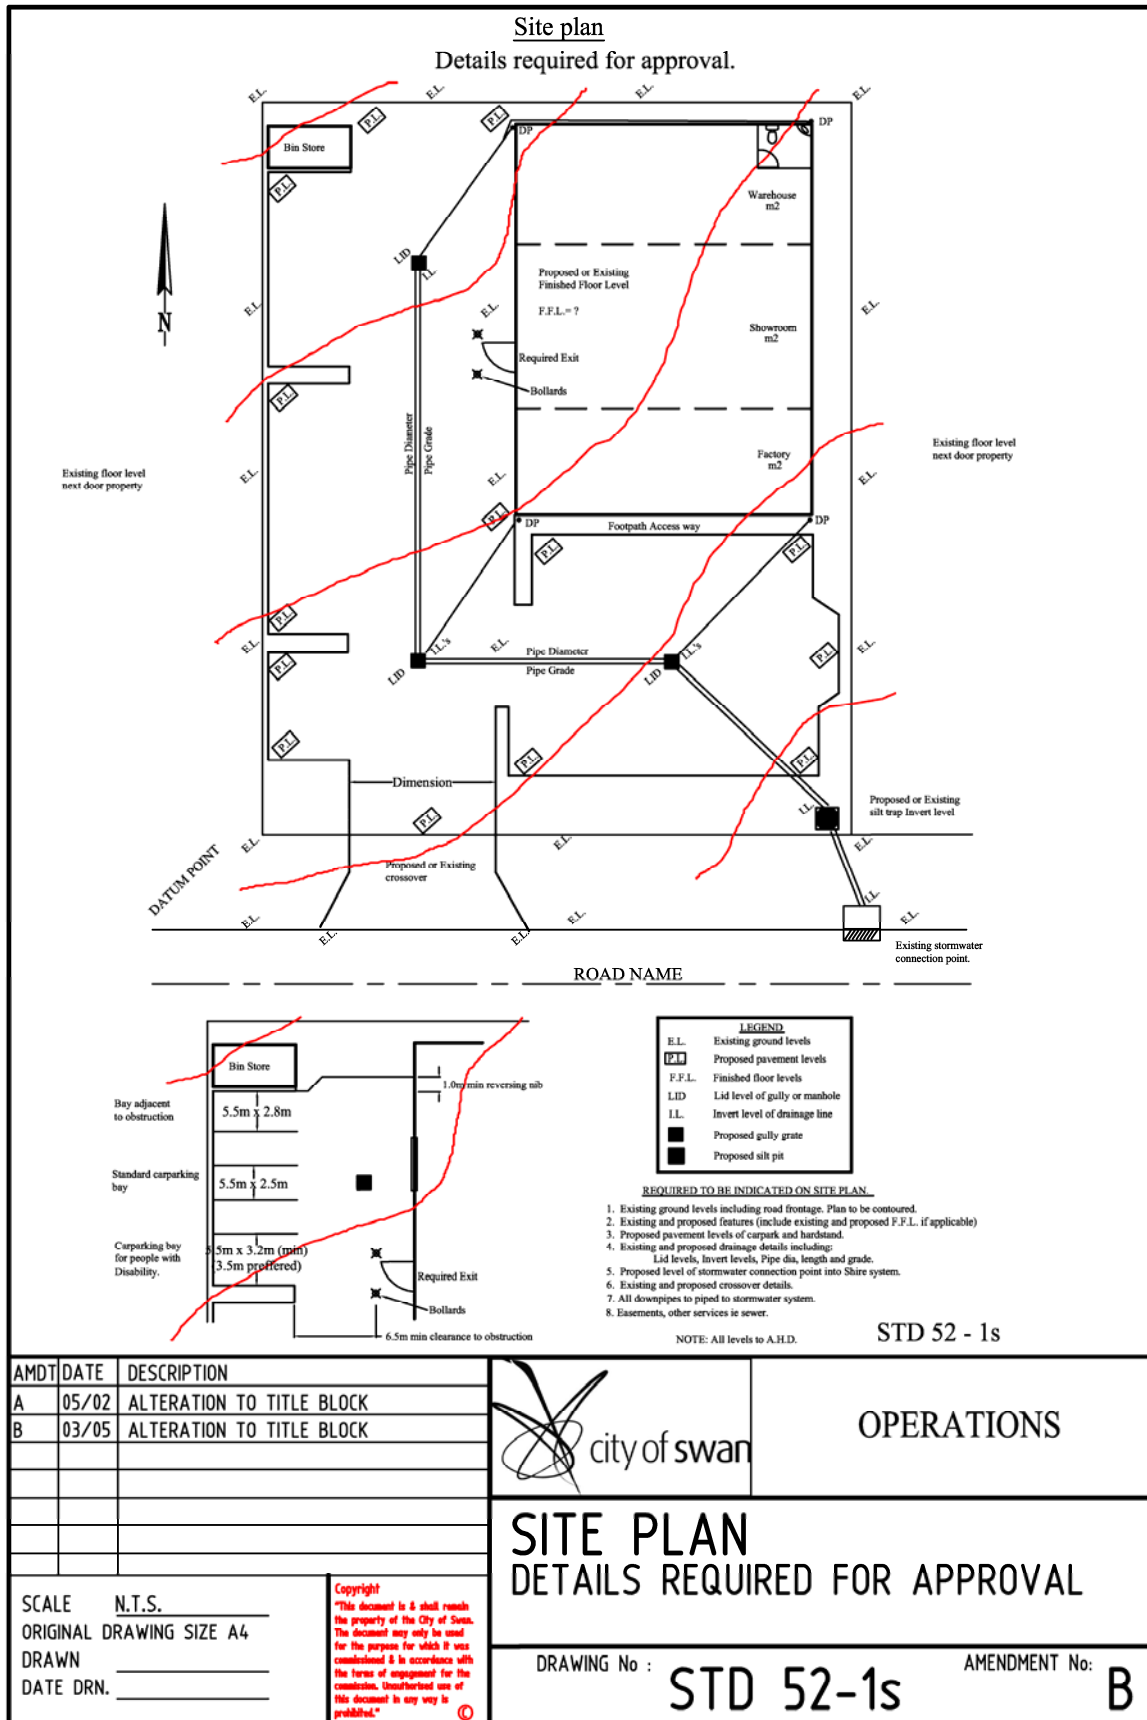 Site plan
Details required for approval.
E.L.
E.L.
E.L.
E.L.
P.L.
P.L.
DP
DP
Bin Store
P.L.
Warehouse
m2
LID
I.L.
N
Proposed or Existing
Finished Floor Level
F.F.L.= ?
E.L.
E.L.
E.L.
Showroom
m2
Required Exit
Bollards
P.L.
Pipe Diameter
Pipe Grade
Existing floor level
next door property
Existing floor level
next door property
Factory
m2
E.L.
E.L.
E.L.
P.L.
DP
Footpath Access way
DP
P.L.
P.L.
P.L.
E.L.
P.L.
LID
I.L.'s
E.L.
Pipe Diameter
Pipe Grade
LID
I.L.'s
P.L.
E.L.
P.L.
P.L.
P.L.
Dimension
P.L.
I.L.
Proposed or Existing
silt trap Invert level
E.L.
E.L.
E.L.
DATUM POINT
Proposed or Existing
crossover
I.L.
E.L.
E.L.
E.L.
E.L.
E.L.
Existing stormwater
connection point.
ROAD NAME
Bin Store
1.0m min reversing nib
Bay adjacent
to obstruction
5.5m x 2.8m
Standard carparking
bay
5.5m x 2.5m
Carparking bay
for people with
Disability.
5.5m x 3.2m (min)
(3.5m preffered)
Required Exit
Bollards
6.5m min clearance to obstruction
LEGEND
E.L. Existing ground levels
P.L. Proposed pavement levels
F.F.L. Finished floor levels
LID Lid level of gully or manhole
I.L. Invert level of drainage line
Proposed gully grate
Proposed silt pit
REQUIRED TO BE INDICATED ON SITE PLAN.
1. Existing ground levels including road frontage. Plan to be contoured.
2. Existing and proposed features (include existing and proposed F.F.L. if applicable)
3. Proposed pavement levels of carpark and hardstand.
4. Existing and proposed drainage details including:
Lid levels, Invert levels, Pipe dia, length and grade.
5. Proposed level of stormwater connection point into Shire system.
6. Existing and proposed crossover details.
7. All downpipes to piped to stormwater system.
8. Easements, other services ie sewer.
NOTE: All levels to A.H.D.
STD 52 - 1s
AMDT DATE DESCRIPTION
A 05/02 ALTERATION TO TITLE BLOCK
B 03/05 ALTERATION TO TITLE BLOCK
city of swan
OPERATIONS
SITE PLAN
DETAILS REQUIRED FOR APPROVAL
SCALE N.T.S.
ORIGINAL DRAWING SIZE A4
DRAWN
DATE DRN.
Copyright
"This document is & shall remain
the property of the City of Swan.
The document may only be used
for the purpose for which it was
commissioned & in accordance with
the terms of engagement for the
commission. Unauthorised use of
this document in any way is
prohibited."
©
DRAWING No : STD 52-1s
AMENDMENT No: B